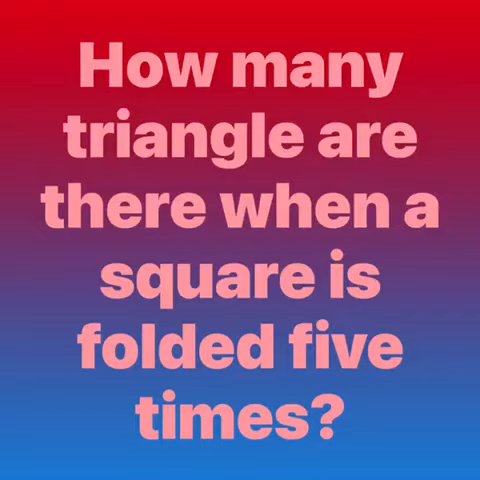 How many
triangle are
there when a
square is
folded five
times?